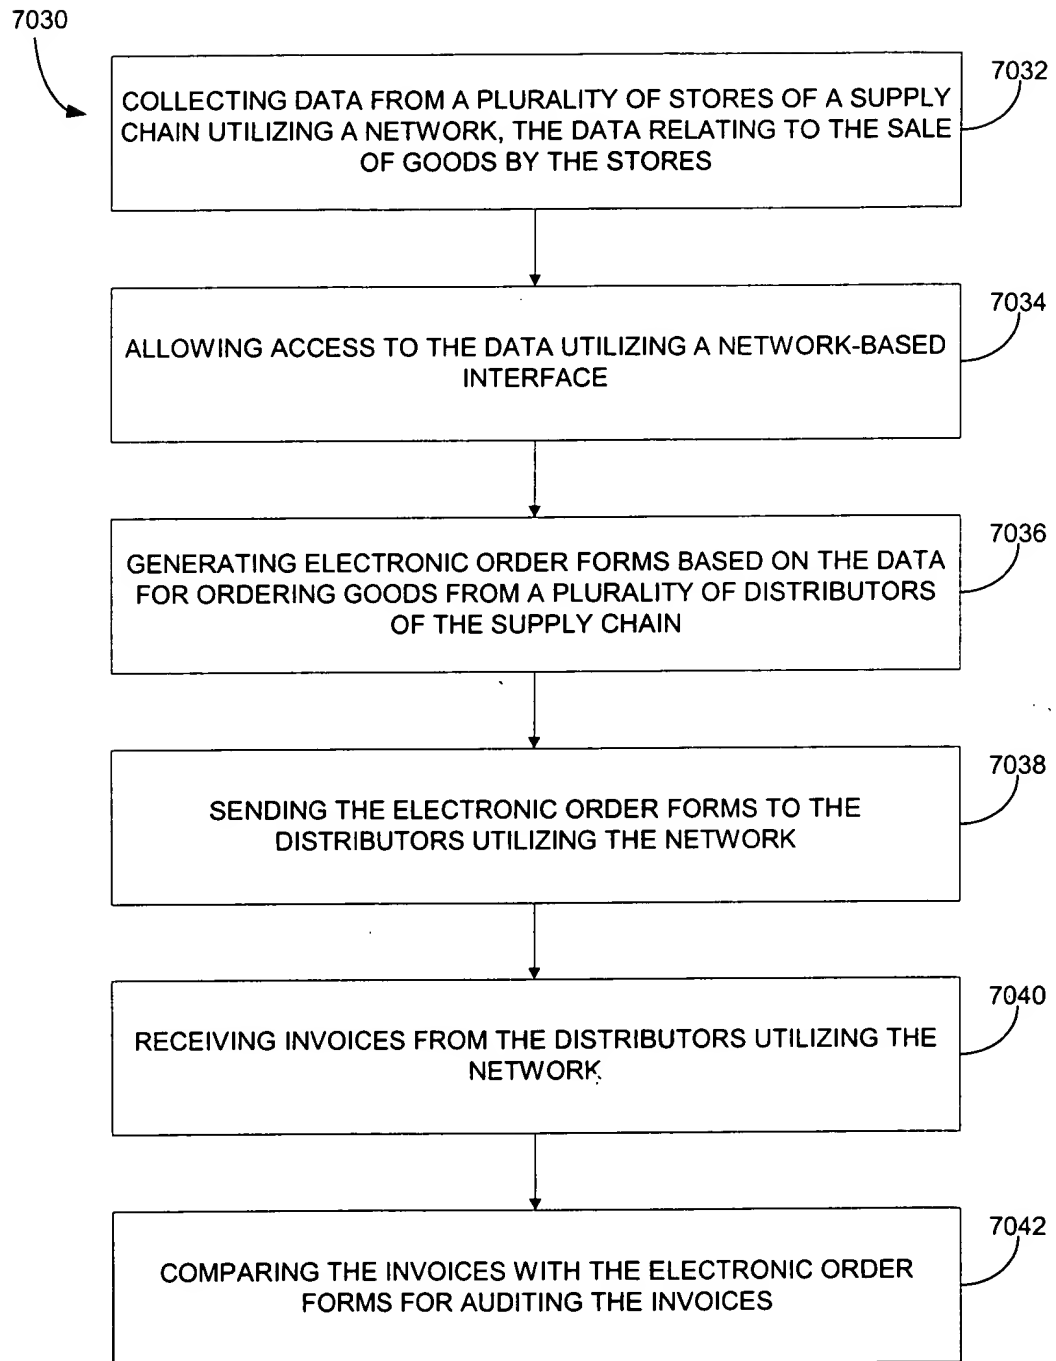 7030
7032
COLLECTING DATA FROM A PLURALITY OF STORES OF A SUPPLY
CHAIN UTILIZING A NETWORK, THE DATA RELATING TO THE SALE
OF GOODS BY THE STORES
7034
ALLOWING ACCESS TO THE DATA UTILIZING A NETWORK-BASED
INTERFACE
7036
GENERATING ELECTRONIC ORDER FORMS BASED ON THE DATA
FOR ORDERING GOODS FROM A PLURALITY OF DISTRIBUTORS
OF THE SUPPLY CHAIN
7038
SENDING THE ELECTRONIC ORDER FORMS TO THE
DISTRIBUTORS UTILIZING THE NETWORK
7040
RECEIVING INVOICES FROM THE DISTRIBUTORS UTILIZING THE
NETWORK
7042
COMPARING THE INVOICES WITH THE ELECTRONIC ORDER
FORMS FOR AUDITING THE INVOICES